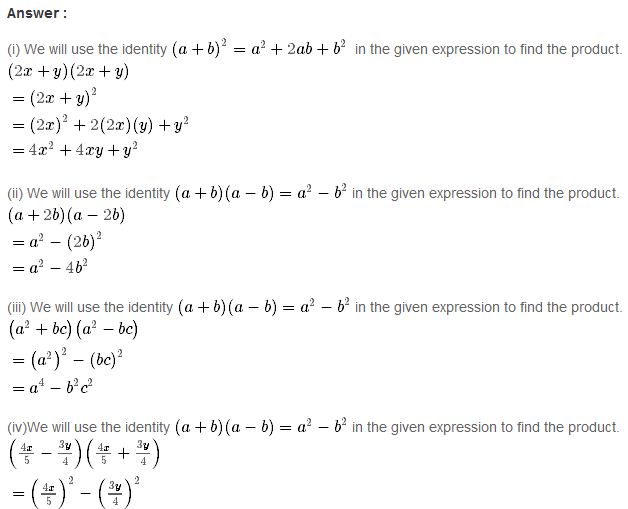 Answer :
(i) We will use the identity (a + b)² = a² + 2ab + b² in the given expression to find the product.
(2x + y)(2x + y)
= (2x + y)²
= (2x)² + 2(2x)(y) + y²
= 4x² + 4xy + y²
(ii) We will use the identity (a + b)(a − b) = a² − b² in the given expression to find the product.
(a + 2b)(a − 2b)
= a² − (2b)²
= a² − 4b²
(iii) We will use the identity (a + b)(a − b) = a² − b² in the given expression to find the product.
(a² + bc)(a² − bc)
= (a²)² − (bc)²
= a⁴ − b²c²
(iv)We will use the identity (a + b)(a − b) = a² − b² in the given expression to find the product.
(4x/5 − 3y/4)(4x/5 + 3y/4)
= (4x/5)² − (3y/4)²